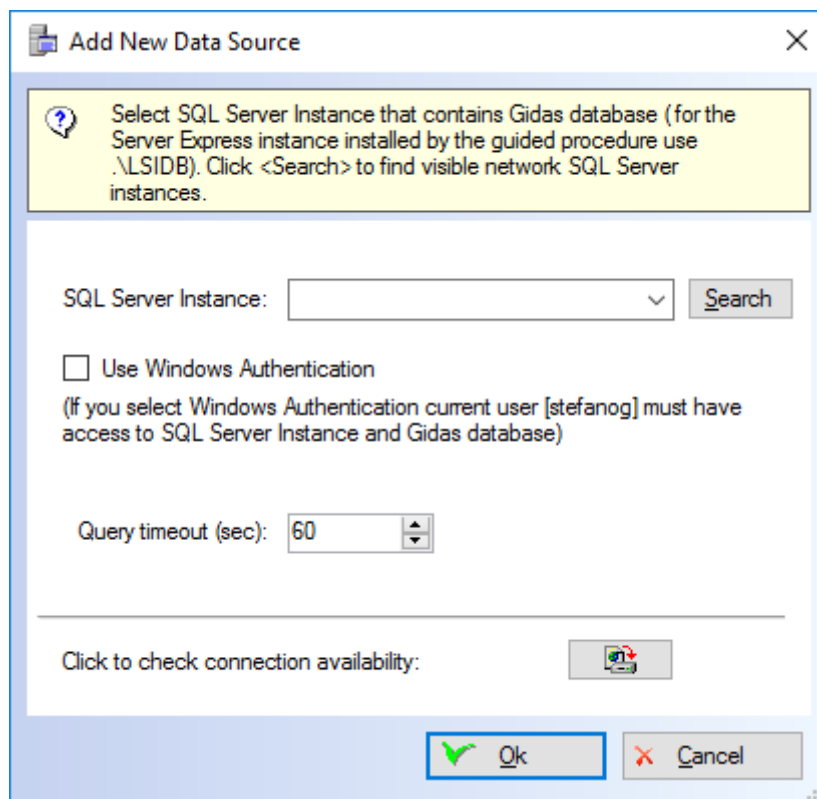 Add New Data Source
Select SQL Server Instance that contains Gidas database (for the
Server Express instance installed by the guided procedure use
.\LSIDB). Click <Search> to find visible network SQL Server
instances.
SQL Server Instance: Search
Use Windows Authentication
(If you select Windows Authentication current user [stefanog] must have
access to SQL Server Instance and Gidas database)
Query timeout (sec): 60
Click to check connection availability:
Ok Cancel